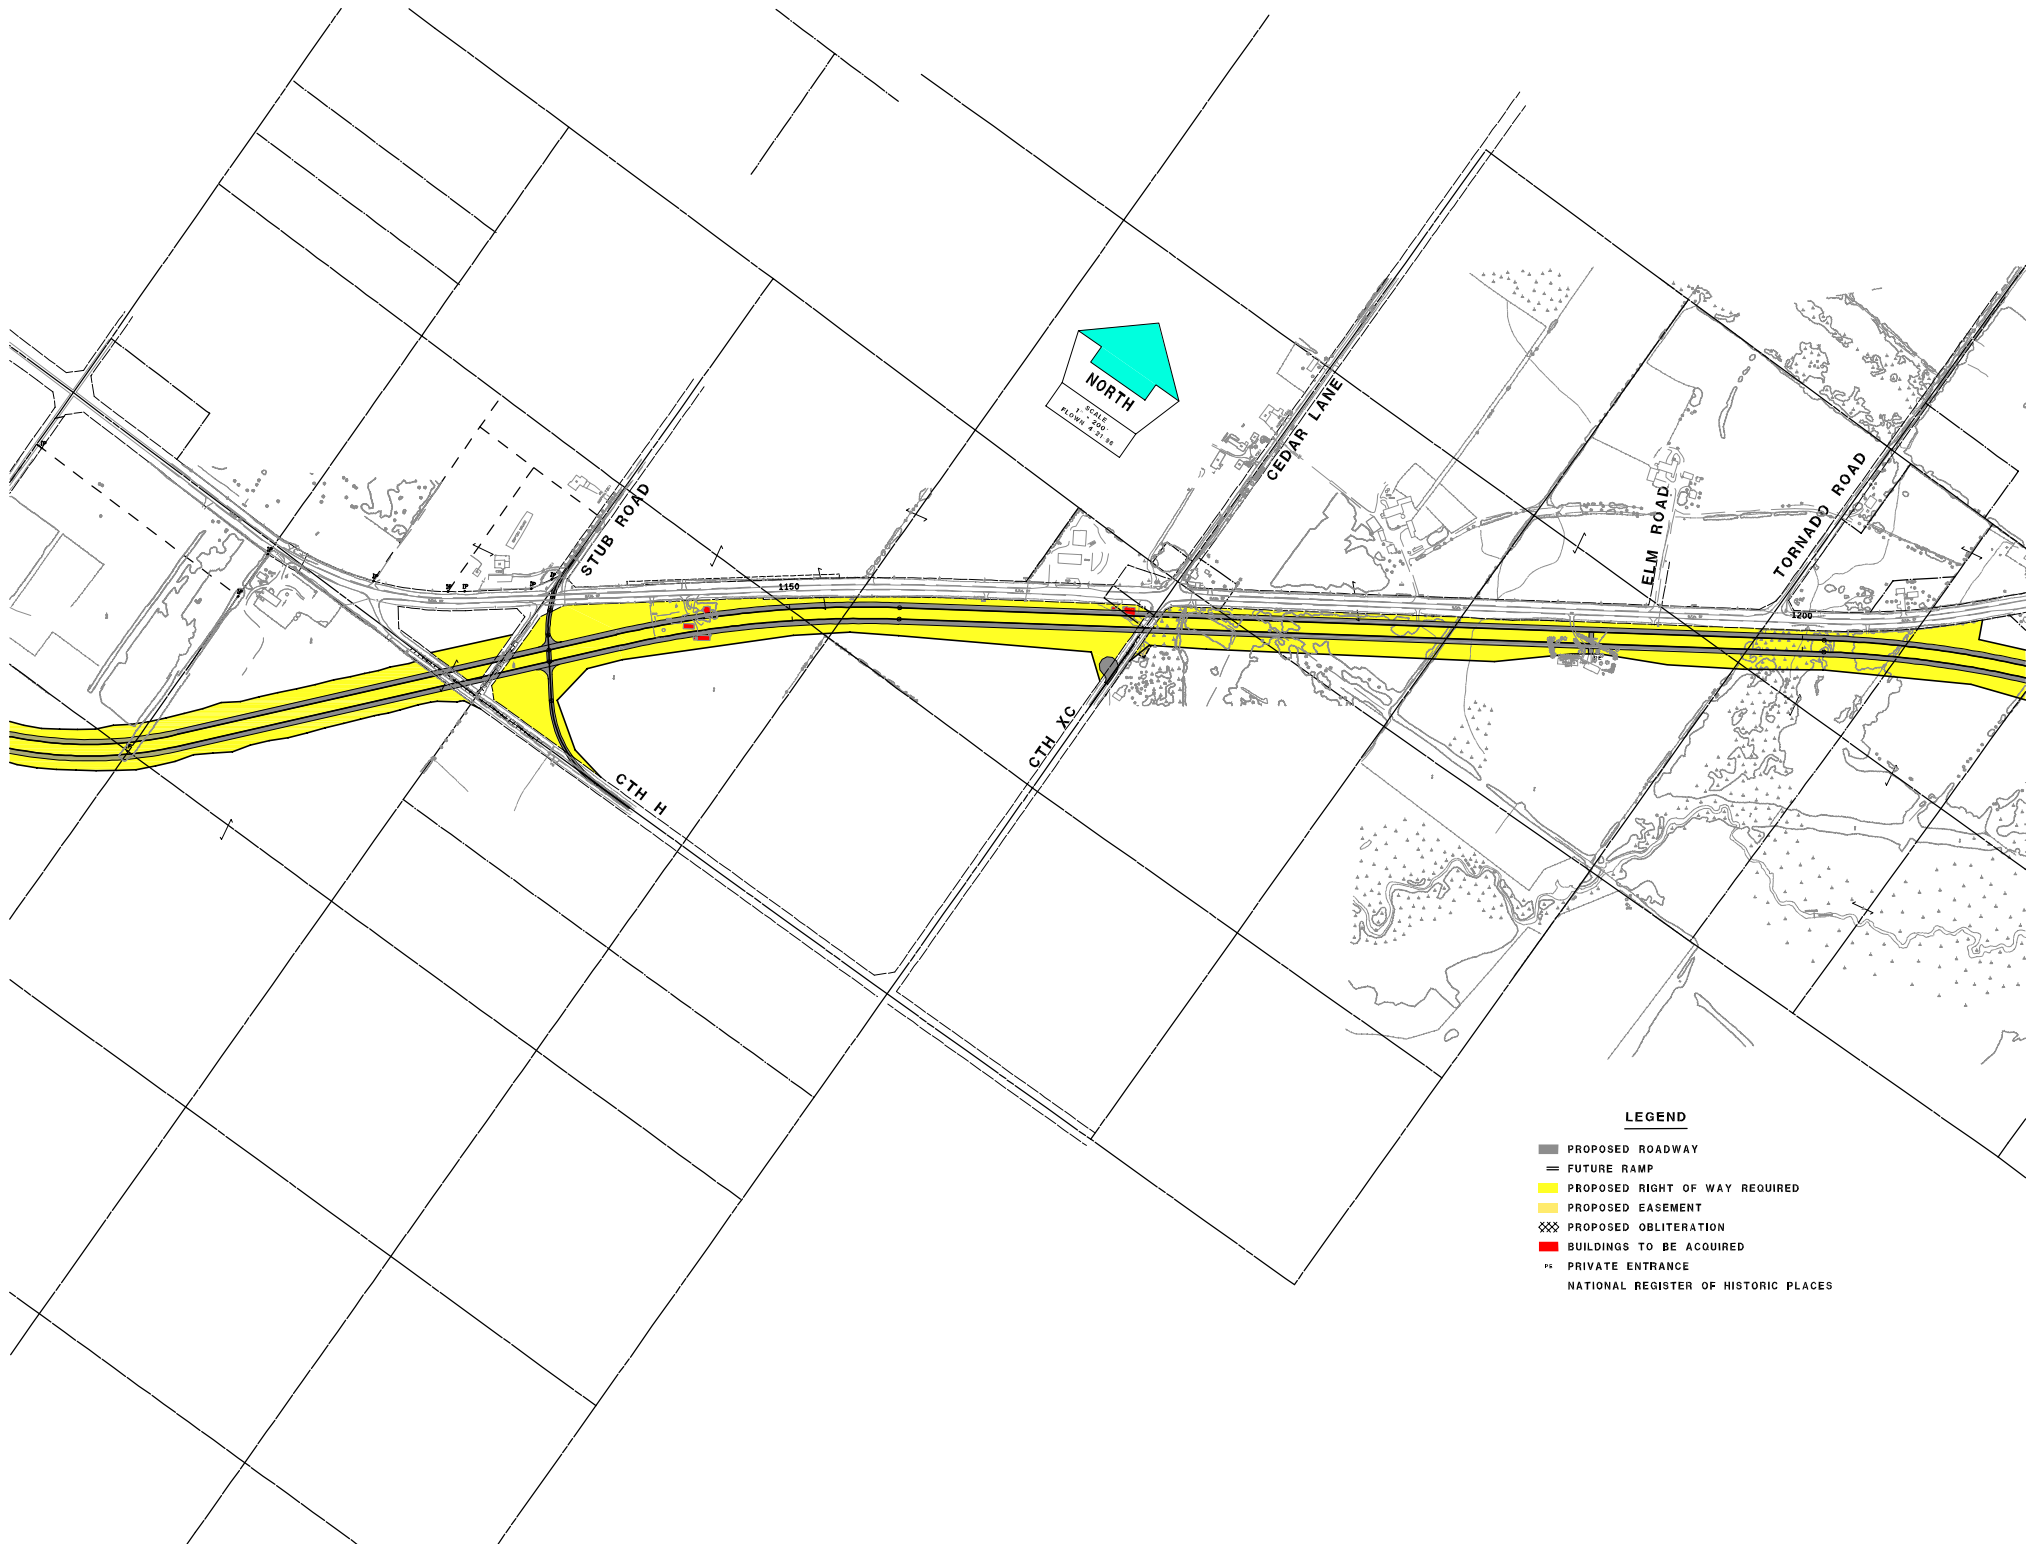 NORTH
SCALE
1" = 200'
FLOWN 4 21 96
CEDAR LANE
STUB ROAD
ELM ROAD
TORNADO ROAD
1150
1200
CTH XC
CTH H
LEGEND
PROPOSED ROADWAY
FUTURE RAMP
PROPOSED RIGHT OF WAY REQUIRED
PROPOSED EASEMENT
PROPOSED OBLITERATION
BUILDINGS TO BE ACQUIRED
PE PRIVATE ENTRANCE
NATIONAL REGISTER OF HISTORIC PLACES